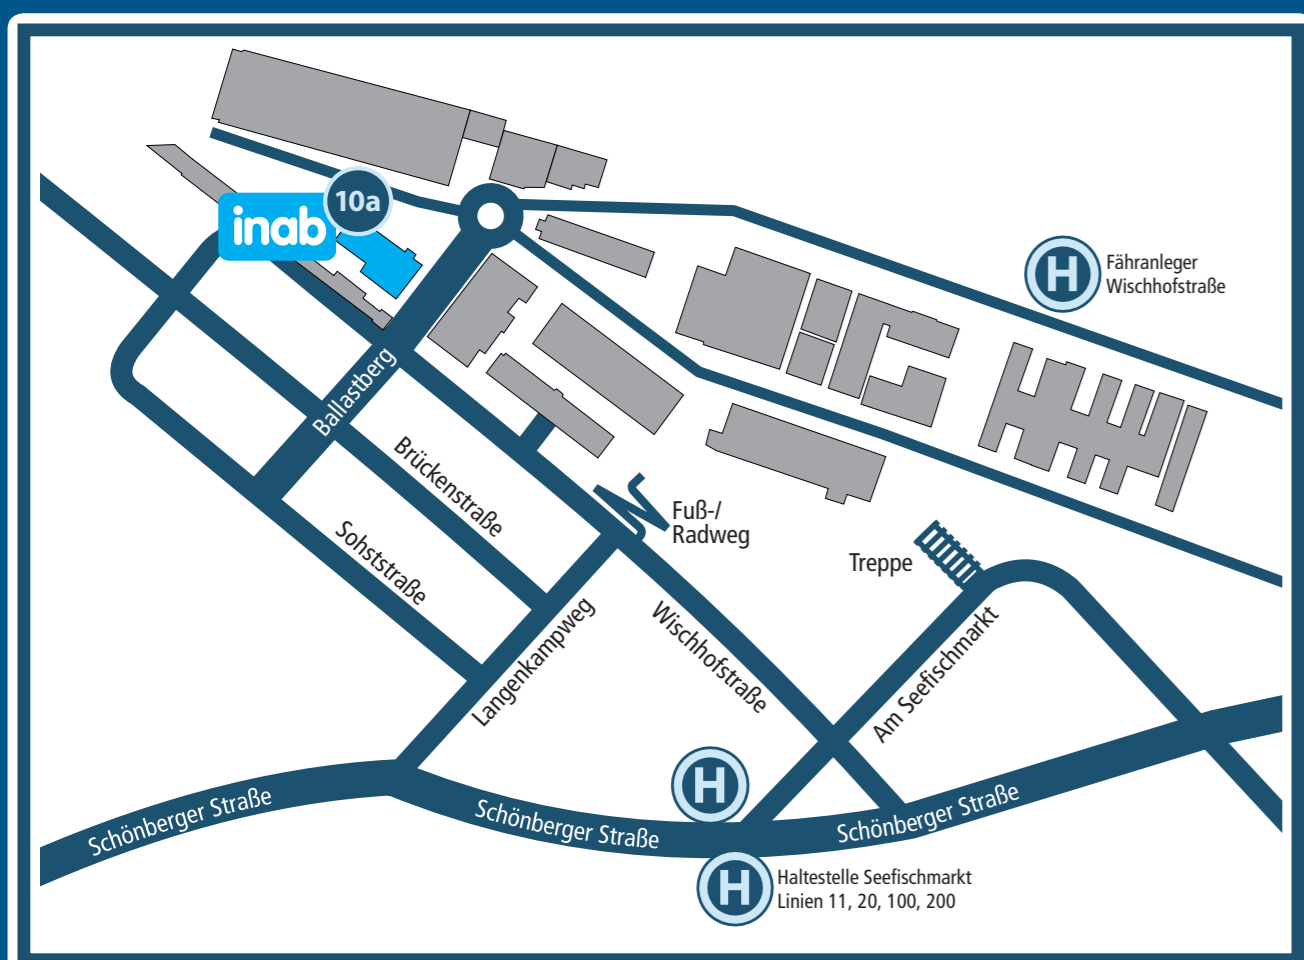 10a
inab
H
Fähranleger
Wischhofstraße
Ballastberg
Brückenstraße
Sohststraße
Fuß-/
Radweg
Treppe
Langenkampweg
Wischhofstraße
Am Seefischmarkt
H
Schönberger Straße
Schönberger Straße
Schönberger Straße
H
Haltestelle Seefischmarkt
Linien 11, 20, 100, 200